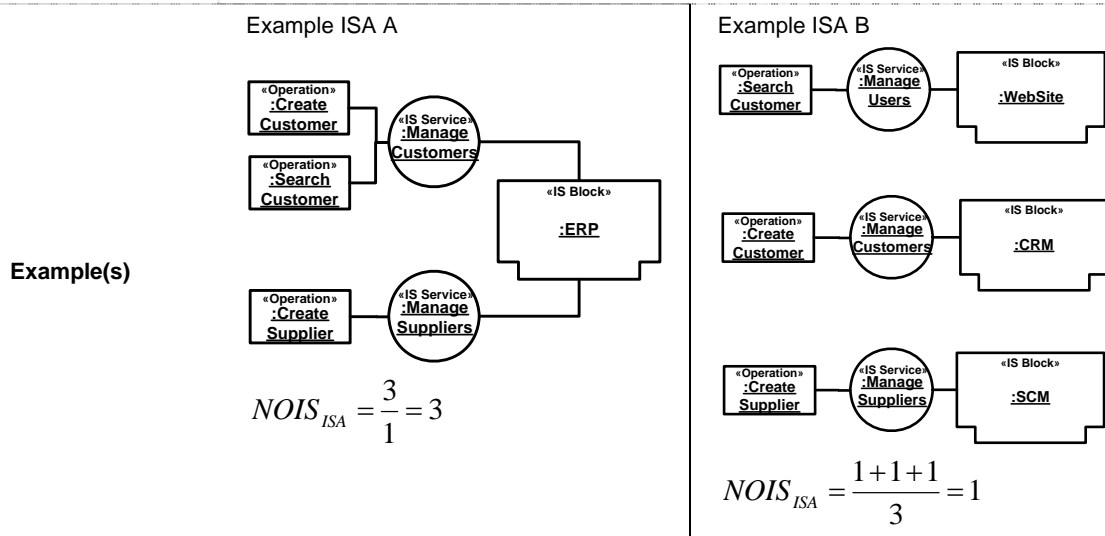 Example(s)
Example ISA A
«Operation»
:Create
Customer
«Operation»
:Search
Customer
«IS Service»
:Manage
Customers
«IS Block»
:ERP
«Operation»
:Create
Supplier
«IS Service»
:Manage
Suppliers
NOIS_ISA = 3/1 = 3
Example ISA B
«Operation»
:Search
Customer
«IS Service»
:Manage
Users
«IS Block»
:WebSite
«Operation»
:Create
Customer
«IS Service»
:Manage
Customers
«IS Block»
:CRM
«Operation»
:Create
Supplier
«IS Service»
:Manage
Suppliers
«IS Block»
:SCM
NOIS_ISA = 1+1+1/3 = 1